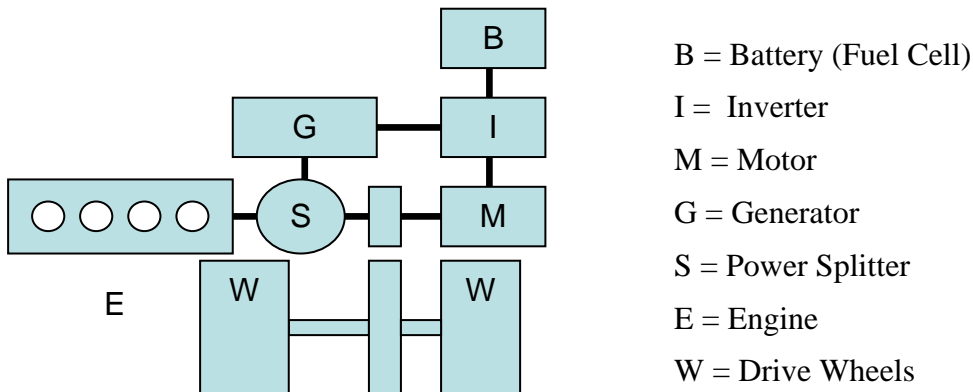 B
G I
S M
W W
E
B = Battery (Fuel Cell)
I = Inverter
M = Motor
G = Generator
S = Power Splitter
E = Engine
W = Drive Wheels